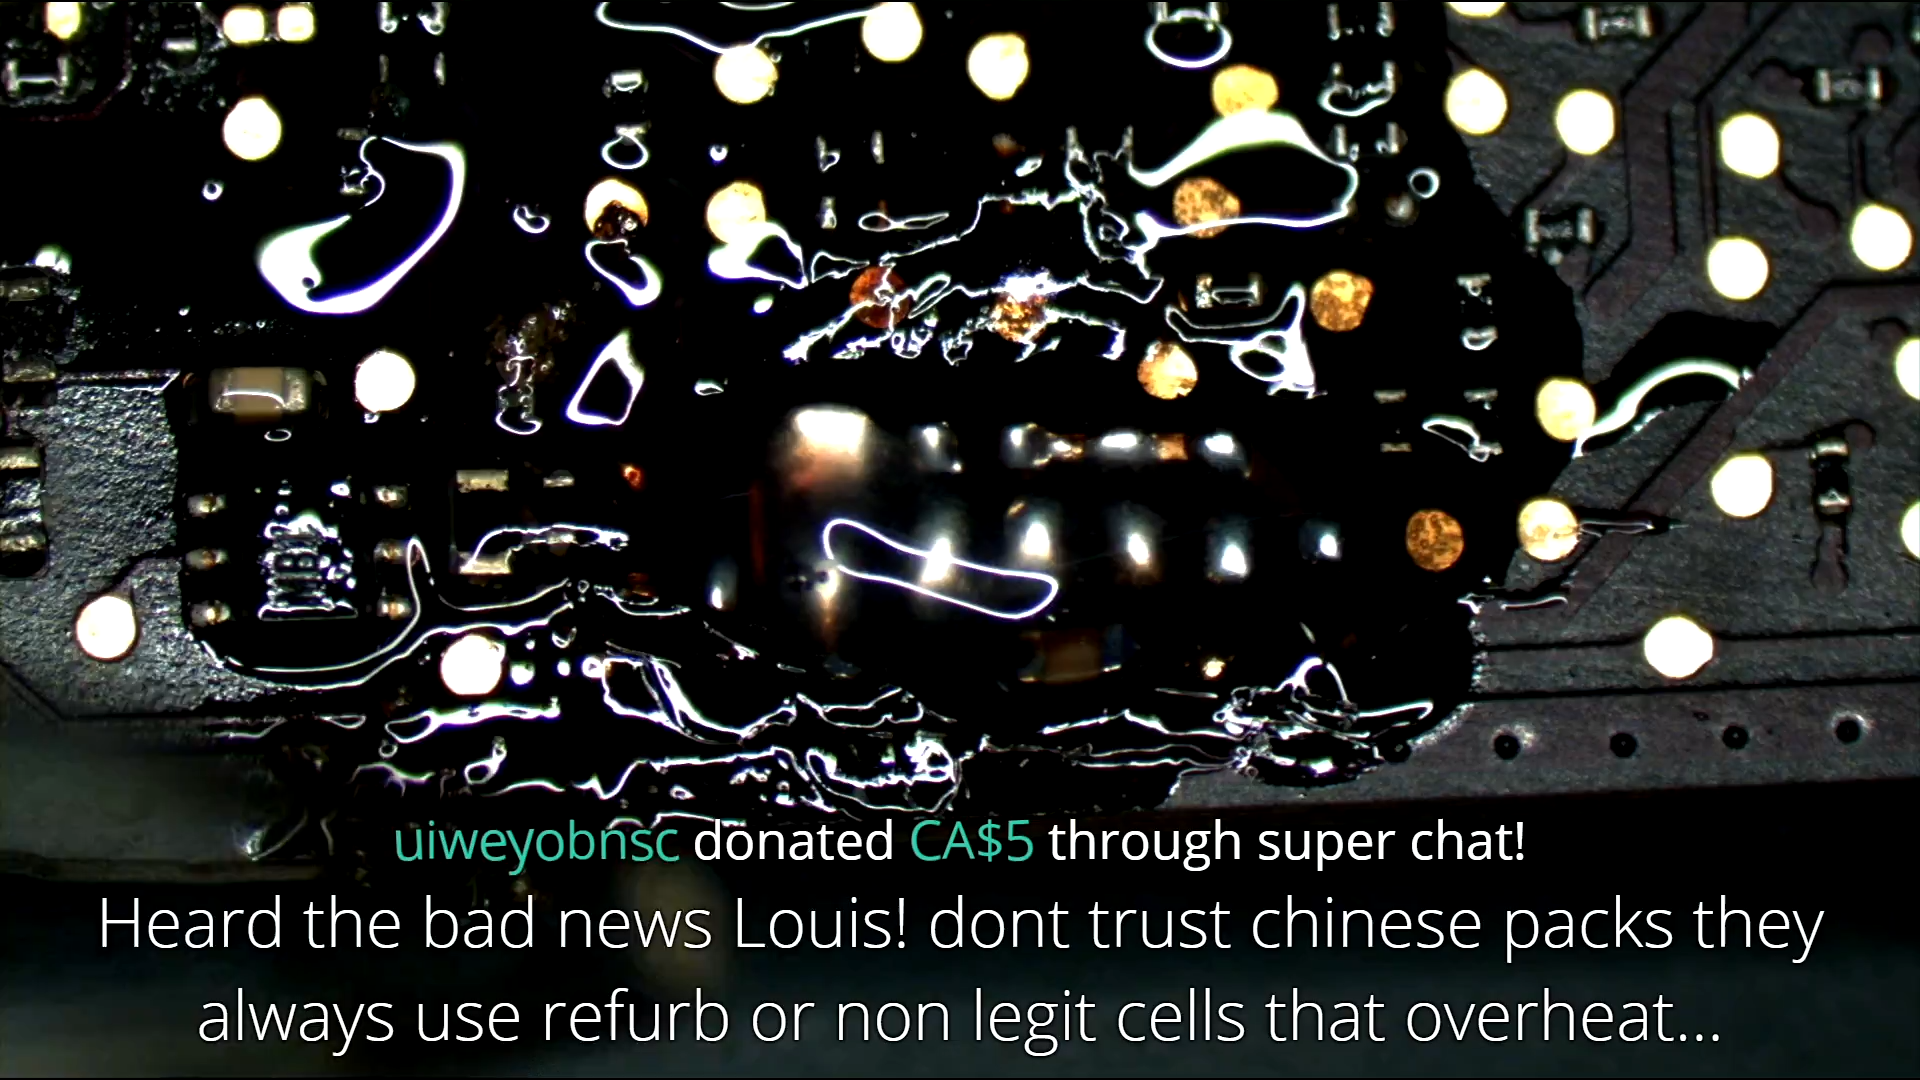 uiweyobnsc donated CA$5 through super chat!
Heard the bad news Louis! dont trust chinese packs they
always use refurb or non legit cells that overheat...